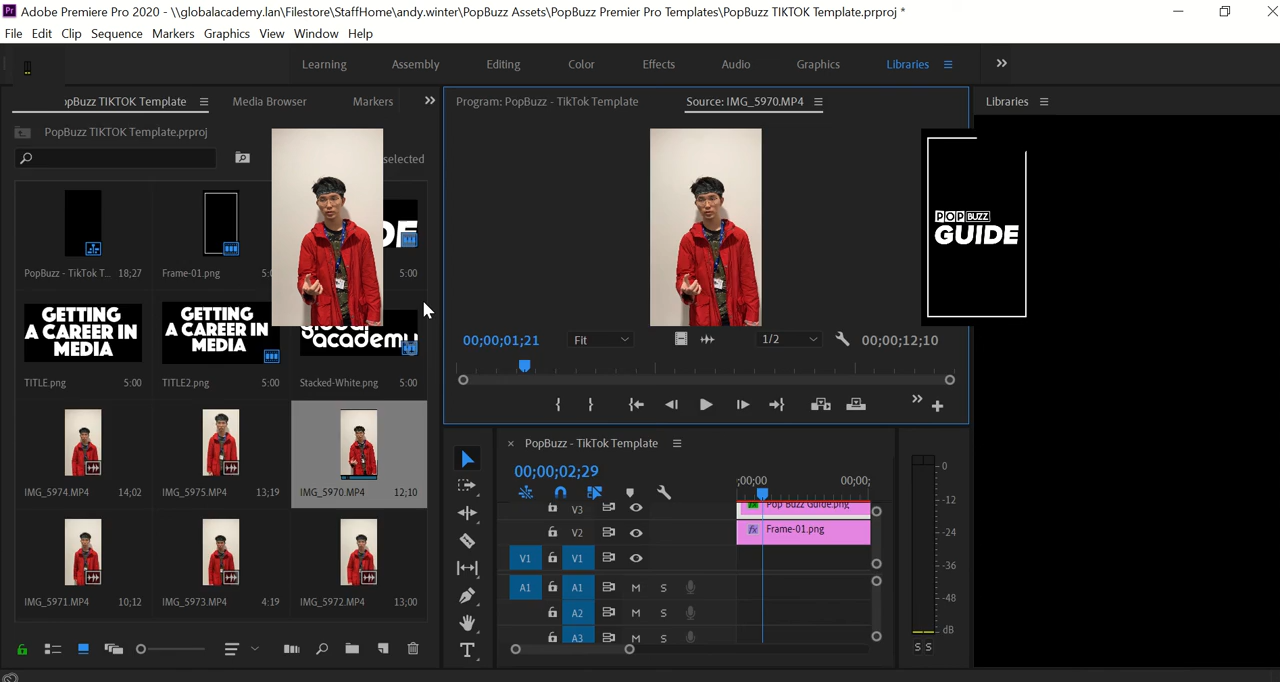 Pr Adobe Premiere Pro 2020 - \\globalacademy.lan\Filestore\StaffHome\andy.winter\PopBuzz Assets\PopBuzz Premier Pro Templates\PopBuzz TIKTOK Template.prproj *
File Edit Clip Sequence Markers Graphics View Window Help
Learning Assembly Editing Color Effects Audio Graphics Libraries
opBuzz TIKTOK Template Media Browser Markers
Program: PopBuzz - TikTok Template Source: IMG_5970.MP4
Libraries
PopBuzz TIKTOK Template.prproj
selected
PopBuzz - TikTok T... 18;27
Frame-01.png 5:0
5:00
GETTING
A CAREER IN
MEDIA
GETTING
A CAREER IN
MEDIA
global
academy
TITLE.png 5:00
TITLE2.png 5:00
Stacked-White.png 5:00
IMG_5974.MP4 14;02
IMG_5975.MP4 13;19
IMG_5970.MP4 12;10
IMG_5971.MP4 10;12
IMG_5973.MP4 4:19
IMG_5972.MP4 13;00
POP BUZZ
GUIDE
00;00;01;21 Fit 1/2 00;00;12;10
× PopBuzz - TikTok Template
00;00;02;29
;00;00 00;00;
V3 Pop Buzz Guide.png
V2 fx Frame-01.png
V1 V1
A1 A1 M S
A2 M S
A3 M S
0
-12
-24
-36
-48
dB
S S